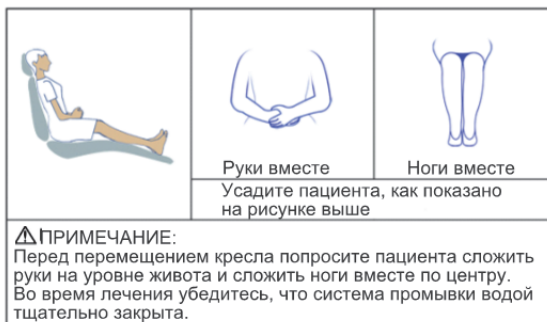 Руки вместе
Ноги вместе
Усадите пациента, как показано
на рисунке выше
ПРИМЕЧАНИЕ:
Перед перемещением кресла попросите пациента сложить
руки на уровне живота и сложить ноги вместе по центру.
Во время лечения убедитесь, что система промывки водой
тщательно закрыта.